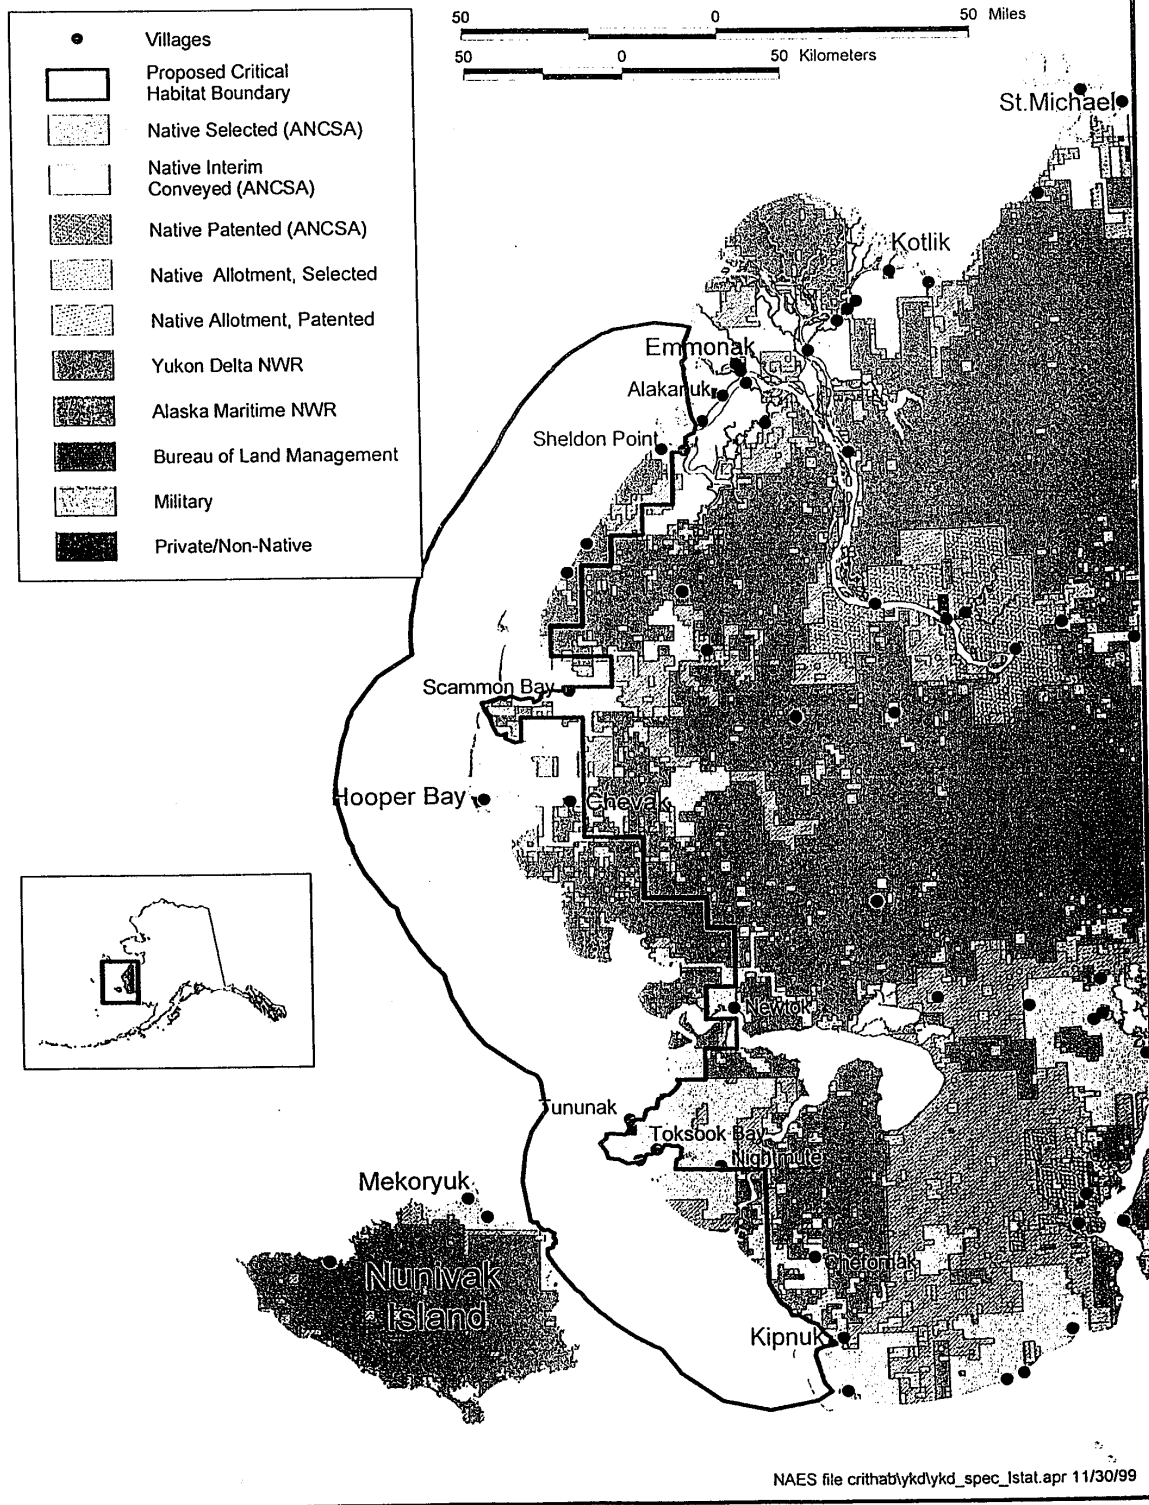 Villages
Proposed Critical
Habitat Boundary
Native Selected (ANCSA)
Native Interim
Conveyed (ANCSA)
Native Patented (ANCSA)
Native Allotment, Selected
Native Allotment, Patented
Yukon Delta NWR
Alaska Maritime NWR
Bureau of Land Management
Military
Private/Non-Native
50 0 50 Miles
50 0 50 Kilometers
St.Michael
Kotlik
Emmonak
Alakanuk
Sheldon Point
Scammon Bay
Hooper Bay
Chevak
Newtok
Tununak
Toksook Bay
Nightmute
Mekoryuk
Chefornak
Nunivak
Island
Kipnuk
NAES file crithab\ykd\ykd_spec_lstat.apr 11/30/99